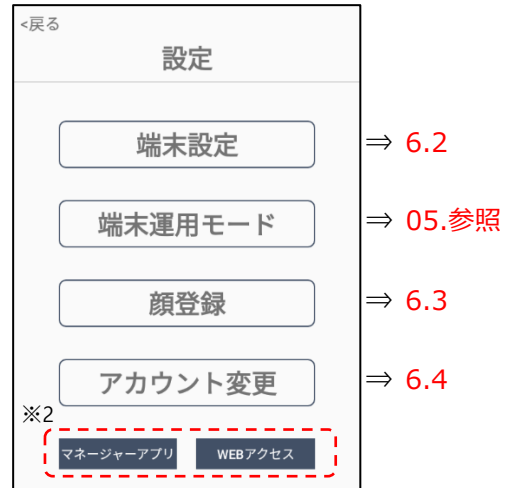 <戻る
設定
端末設定 ⇒ 6.2
端末運用モード ⇒ 05.参照
顔登録 ⇒ 6.3
アカウント変更 ⇒ 6.4
※2
マネージャーアプリ WEBアクセス